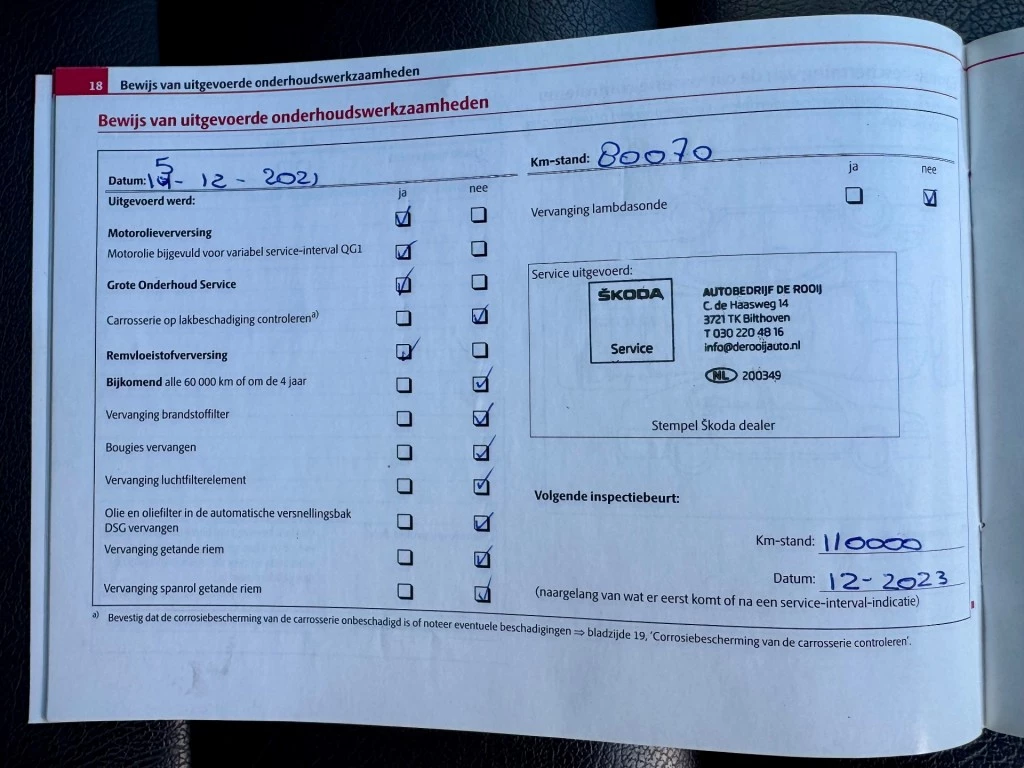 18 Bewijs van uitgevoerde onderhoudswerkzaamheden
Bewijs van uitgevoerde onderhoudswerkzaamheden
Datum: 15-12-2021
Uitgevoerd werd: ja nee
Motorolieverversing
Motorolie bijgevuld voor variabel service-interval QG1
Grote Onderhoud Service
Carrosserie op lakbeschadiging controleren a)
Remvloeistofverversing
Bijkomend alle 60 000 km of om de 4 jaar
Vervanging brandstoffilter
Bougies vervangen
Vervanging luchtfilterelement
Olie en oliefilter in de automatische versnellingsbak
DSG vervangen
Vervanging getande riem
Vervanging spanrol getande riem
Km-stand: 80070
ja nee
Vervanging lambdasonde
Service uitgevoerd:
ŠKODA
Service
AUTOBEDRIJF DE ROOIJ
C. de Haasweg 14
3721 TK Bilthoven
T 030 220 48 16
info@derooijauto.nl
NL 200349
Stempel Škoda dealer
Volgende inspectiebeurt:
Km-stand: 110000
Datum: 12-2023
(naargelang van wat er eerst komt of na een service-interval-indicatie)
a) Bevestig dat de corrosiebescherming van de carrosserie onbeschadigd is of noteer eventuele beschadigingen ⇒ bladzijde 19, 'Corrosiebescherming van de carrosserie controleren'.